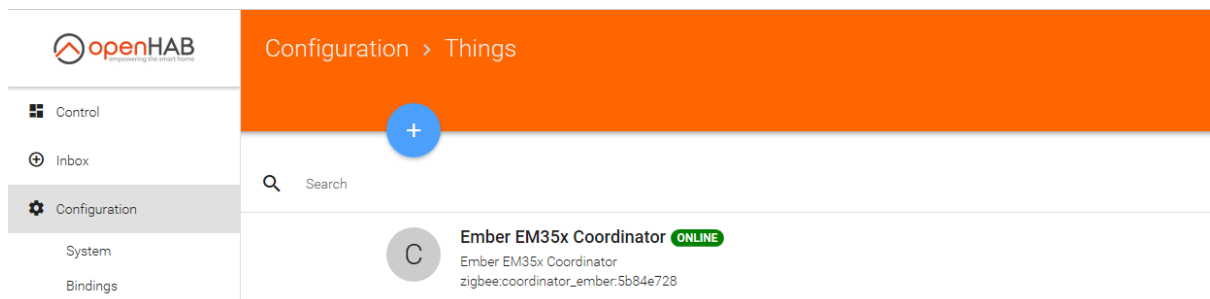 openHAB
empowering the smart home
Configuration > Things
Control
+
Inbox
Search
Configuration
System
Bindings
C
Ember EM35x Coordinator ONLINE
Ember EM35x Coordinator
zigbee:coordinator_ember:5b84e728